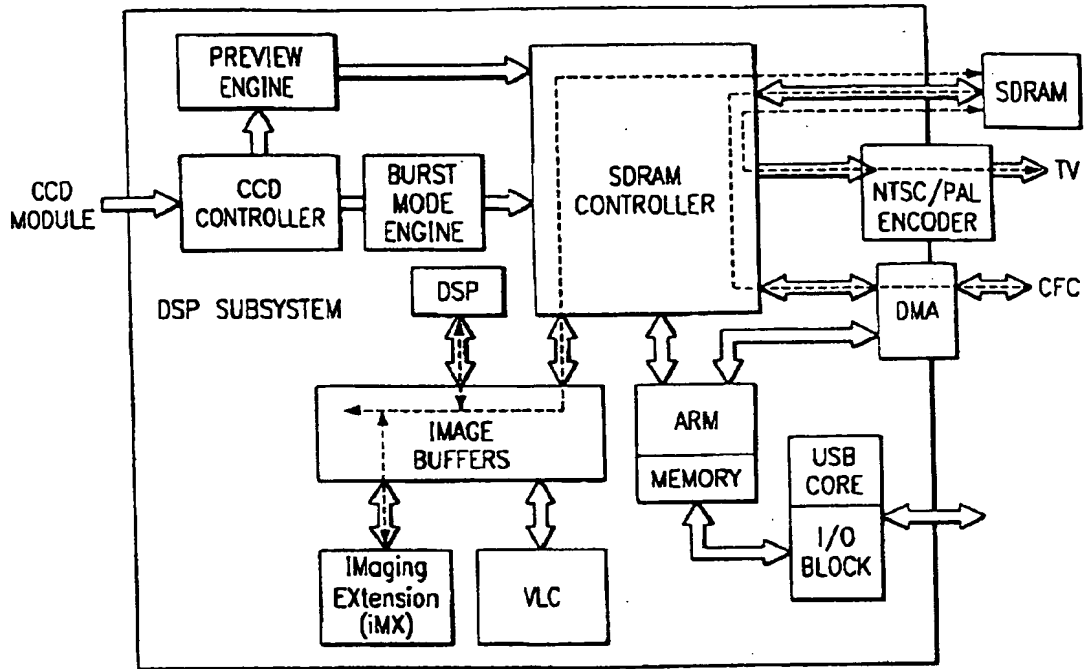 PREVIEW
ENGINE
SDRAM
CCD
MODULE
CCD
CONTROLLER
BURST
MODE
ENGINE
SDRAM
CONTROLLER
NTSC/PAL
ENCODER
TV
DSP SUBSYSTEM
DSP
DMA
CFC
IMAGE
BUFFERS
ARM
MEMORY
USB
CORE
I/O
BLOCK
IMaging
EXtension
(iMX)
VLC